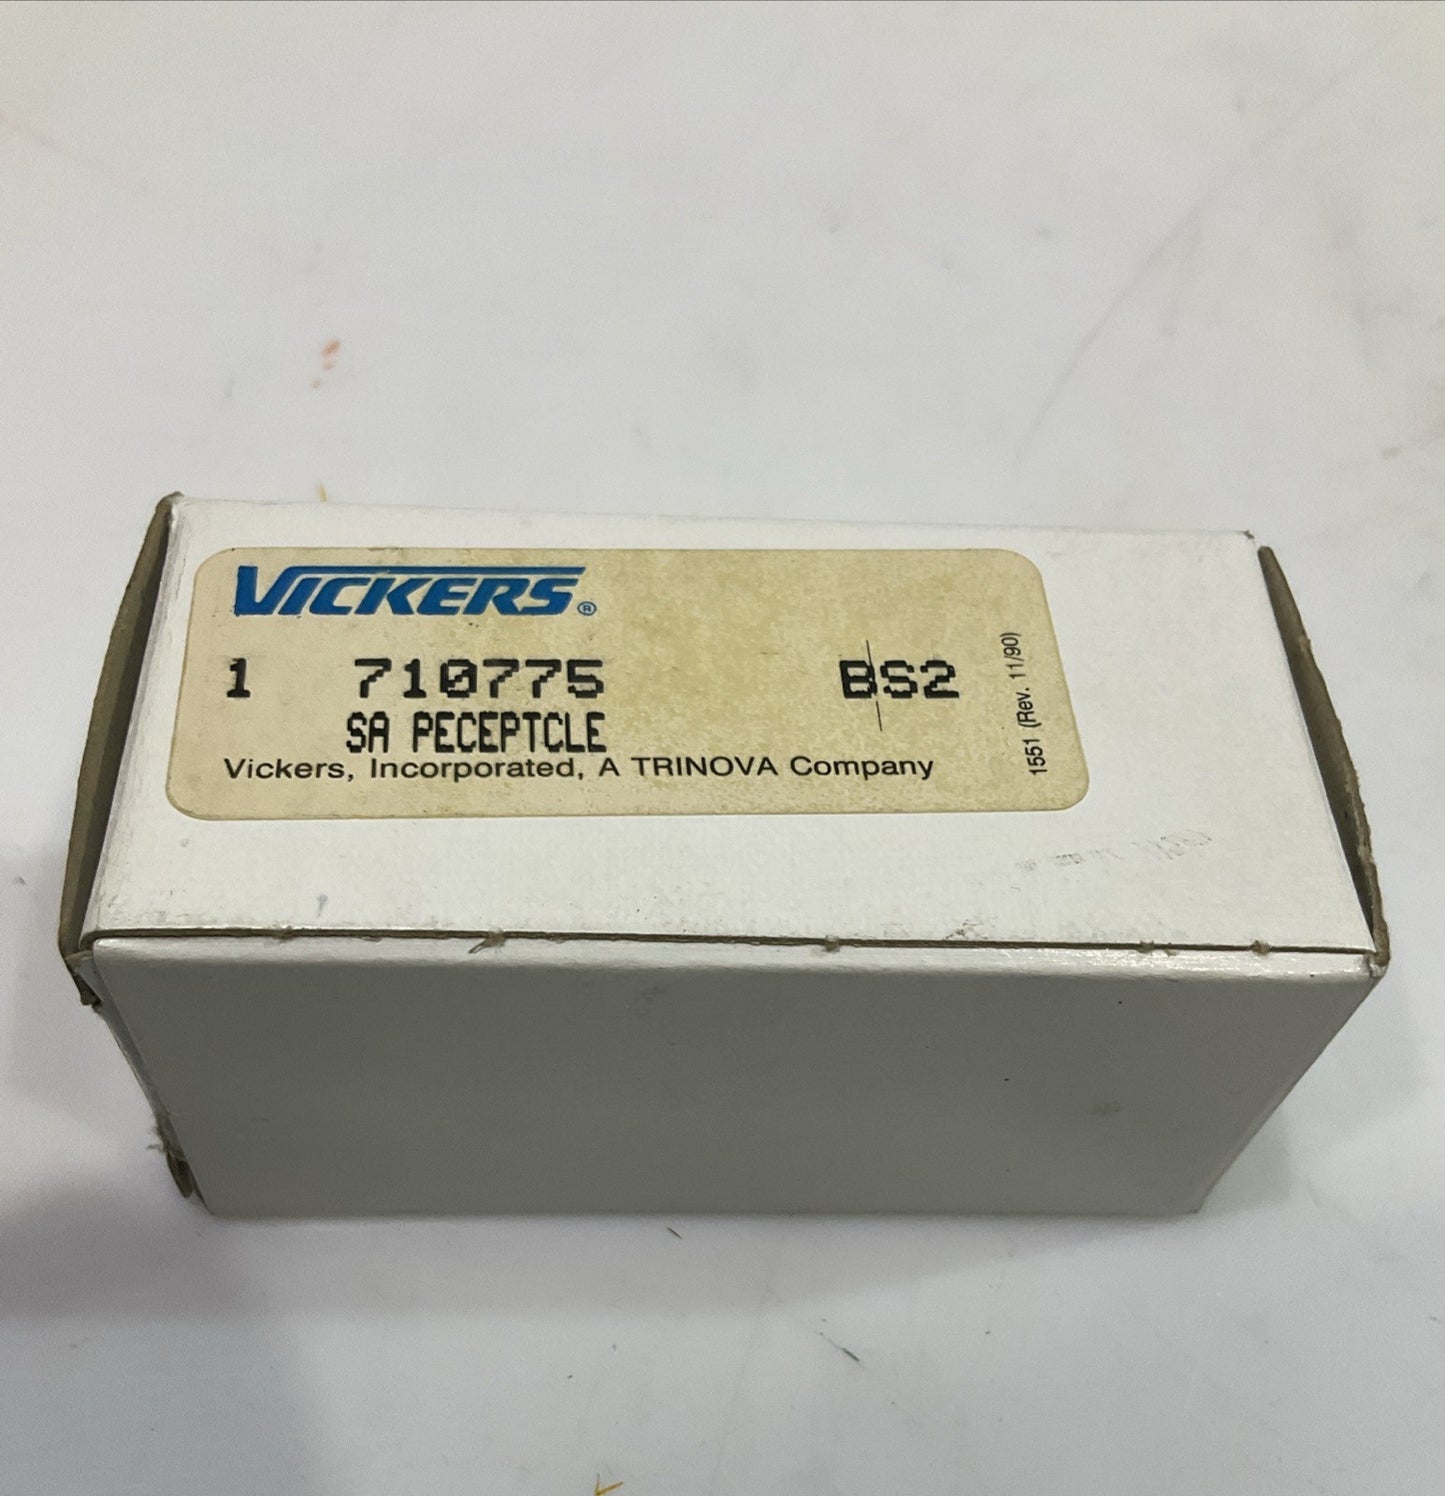 VICKERS®
1 710775 BS2
SA PECEPTCLE
Vickers, Incorporated, A TRINOVA Company
1551 (Rev. 11/90)